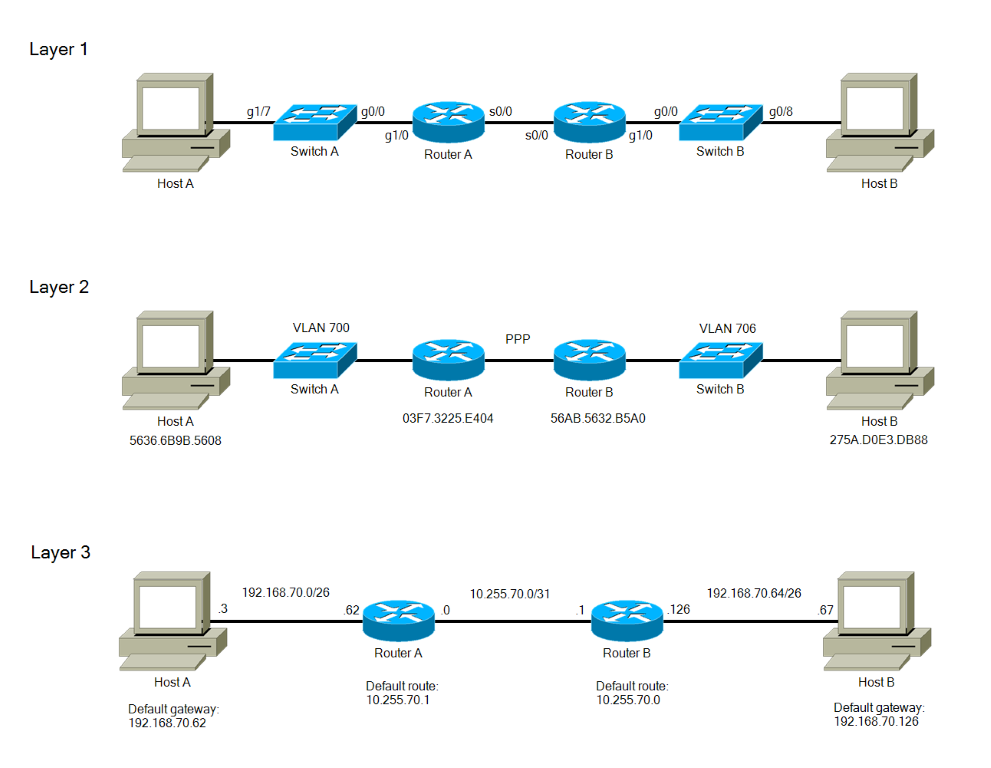 Layer 1
g1/7
g0/0
g1/0
s0/0
s0/0
g0/0
g1/0
g0/8
Switch A
Router A
Router B
Switch B
Host A
Host B
Layer 2
VLAN 700
PPP
VLAN 706
Switch A
Router A
Router B
Switch B
03F7.3225.E404
56AB.5632.B5A0
Host A
5636.6B9B.5608
Host B
275A.D0E3.DB88
Layer 3
192.168.70.0/26
10.255.70.0/31
192.168.70.64/26
.3
.62
.0
.1
.126
.67
Router A
Router B
Host A
Host B
Default route:
10.255.70.1
Default route:
10.255.70.0
Default gateway:
192.168.70.62
Default gateway:
192.168.70.126